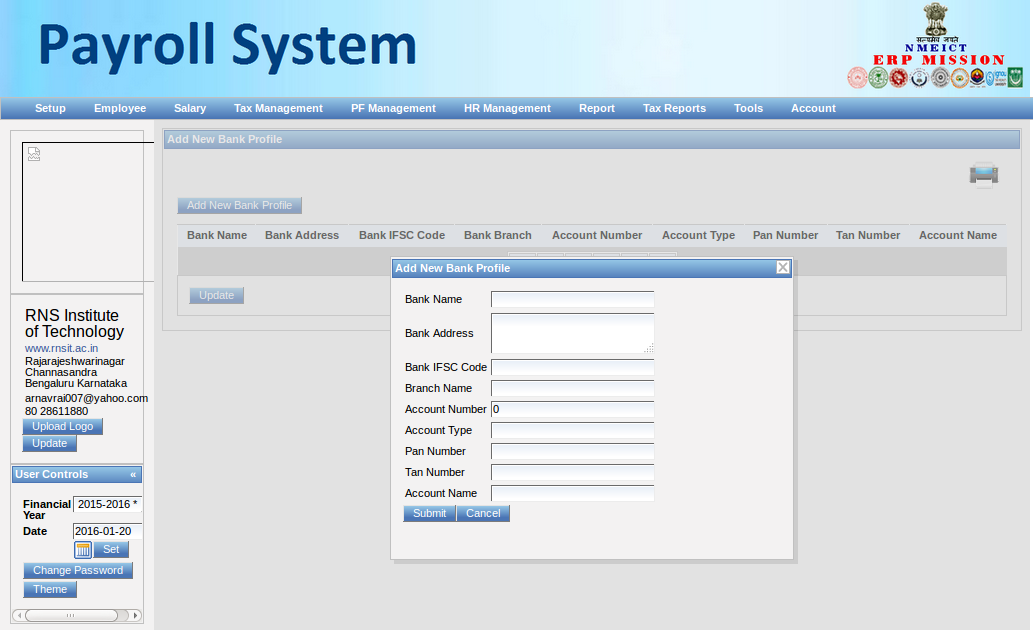 Payroll System
सत्यमेव जयते
NMEICT
ERP MISSION
Setup Employee Salary Tax Management PF Management HR Management Report Tax Reports Tools Account
Add New Bank Profile
Add New Bank Profile
Bank Name Bank Address Bank IFSC Code Bank Branch Account Number Account Type Pan Number Tan Number Account Name
Update
Add New Bank Profile
Bank Name
Bank Address
Bank IFSC Code
Branch Name
Account Number 0
Account Type
Pan Number
Tan Number
Account Name
Submit Cancel
RNS Institute
of Technology
www.rnsit.ac.in
Rajarajeshwarinagar
Channasandra
Bengaluru Karnataka
arnavrai007@yahoo.com
80 28611880
Upload Logo
Update
User Controls «
Financial 2015-2016 *
Year
Date 2016-01-20
Set
Change Password
Theme